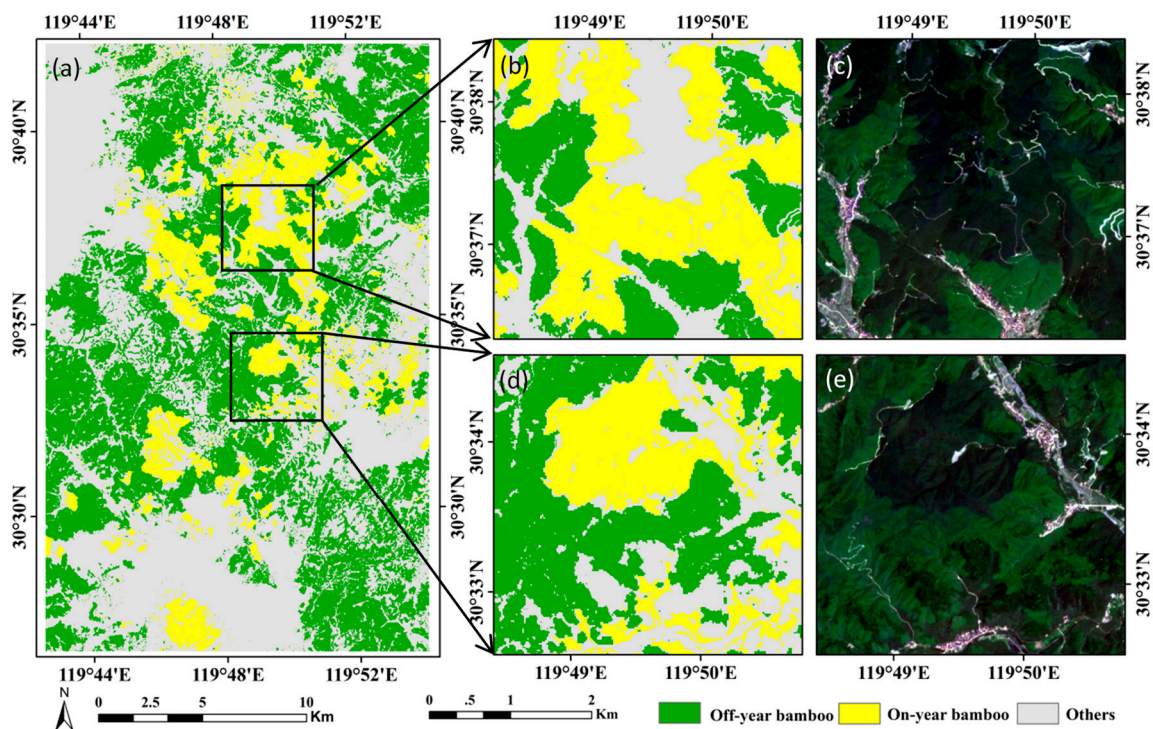 119°44'E 119°48'E 119°52'E 119°49'E 119°50'E 119°49'E 119°50'E
(a) (b) (c)
30°40'N 30°40'N 30°38'N 30°38'N
30°35'N 30°35'N 30°37'N 30°37'N
(d) (e)
30°30'N 30°30'N 30°34'N 30°34'N
30°33'N 30°33'N
119°44'E 119°48'E 119°52'E 119°49'E 119°50'E 119°49'E 119°50'E
N
0 2.5 5 10 Km
0 .5 1 2 Km
Off-year bamboo On-year bamboo Others